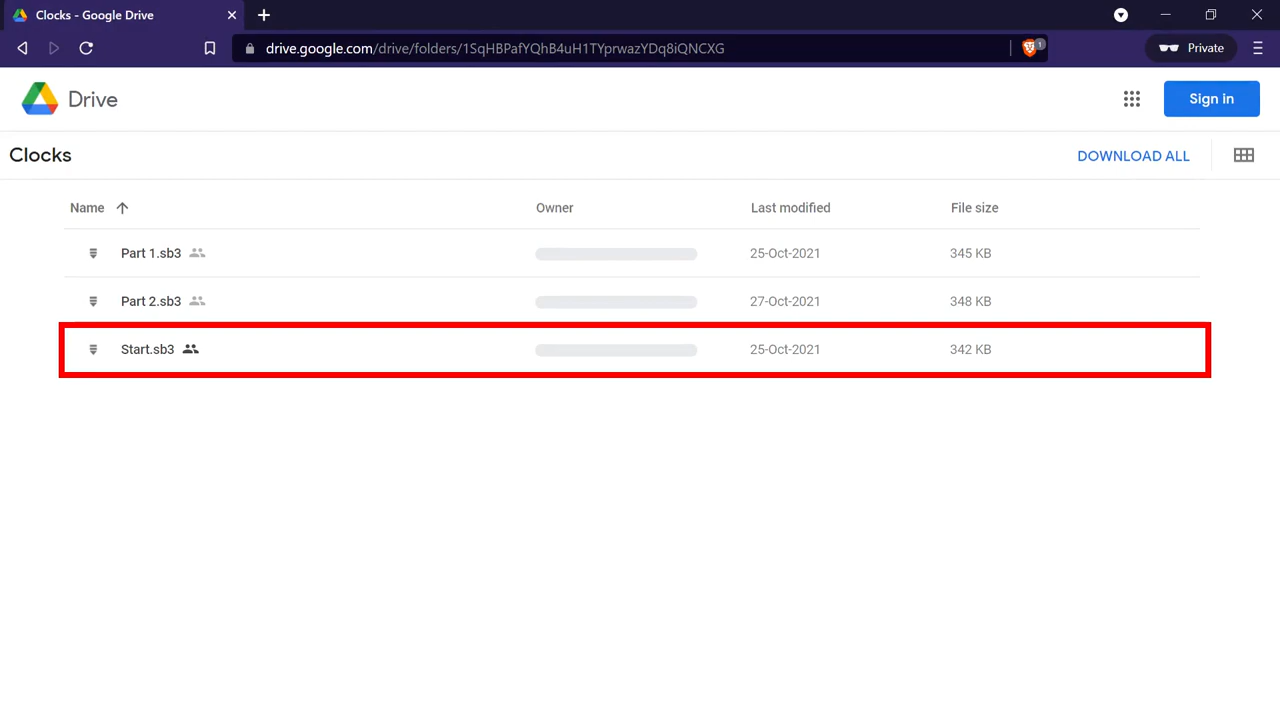 Clocks - Google Drive
drive.google.com/drive/folders/1SqHBPafYQhB4uH1TYprwazYDq8iQNCXG
1
Private
Drive
Sign in
Clocks
DOWNLOAD ALL
Name Owner Last modified File size
Part 1.sb3 25-Oct-2021 345 KB
Part 2.sb3 27-Oct-2021 348 KB
Start.sb3 25-Oct-2021 342 KB